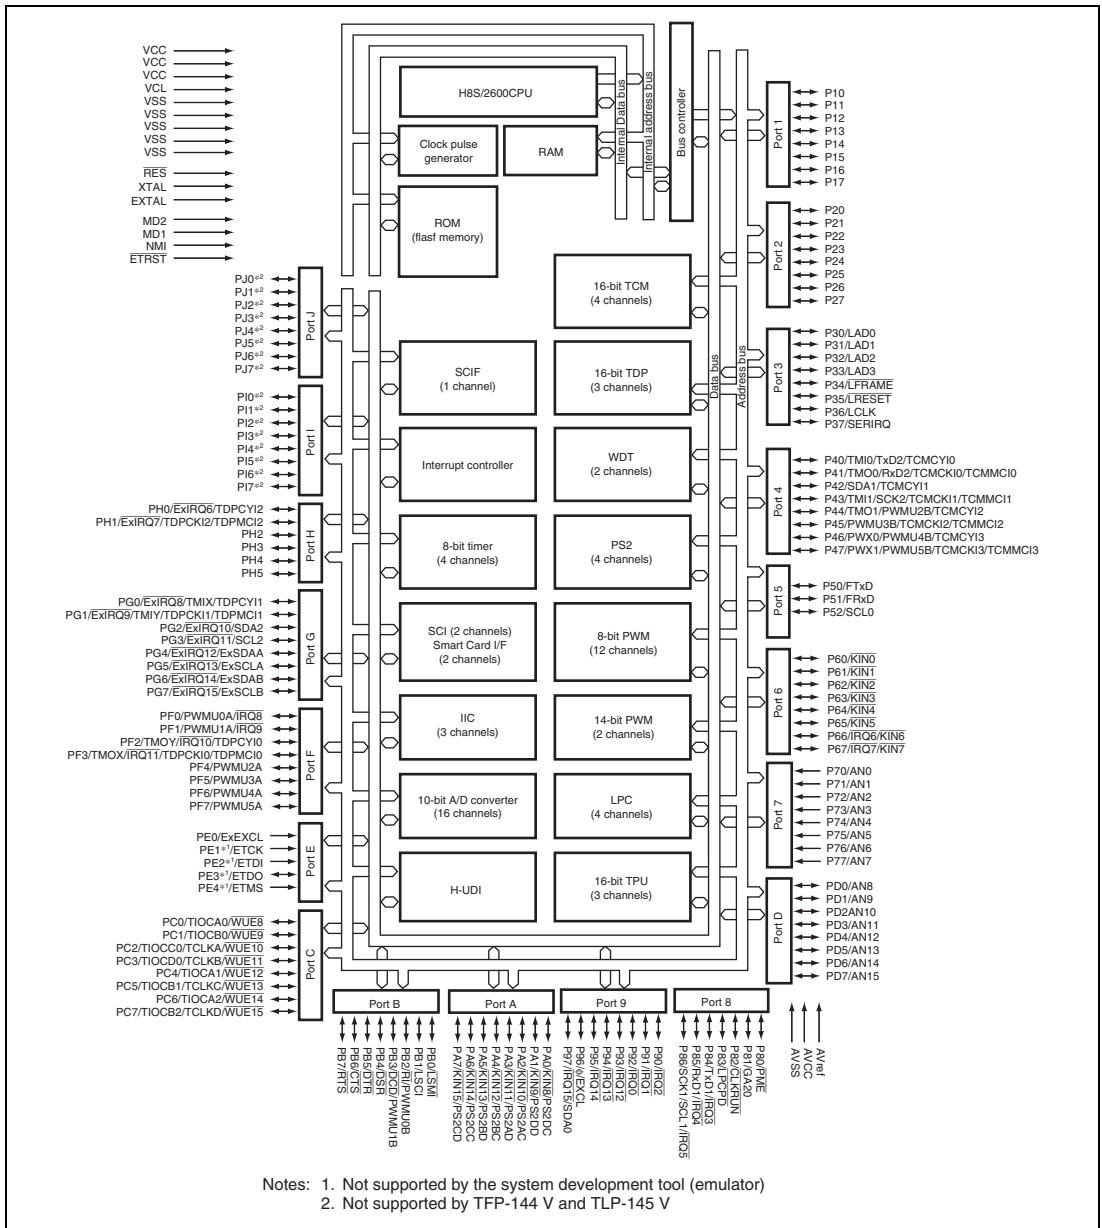 VCC
VCC
VCC
VCL
VSS
VSS
VSS
VSS
VSS
RES
XTAL
EXTAL
MD2
MD1
NMI
ETRST
H8S/2600CPU
Clock pulse
generator
RAM
ROM
(flasf memory)
Internal Data bus
Internal address bus
Bus controller
16-bit TCM
(4 channels)
SCIF
(1 channel)
16-bit TDP
(3 channels)
Data bus
Address bus
Interrupt controller
WDT
(2 channels)
8-bit timer
(4 channels)
PS2
(4 channels)
SCI (2 channels)
Smart Card I/F
(2 channels)
8-bit PWM
(12 channels)
IIC
(3 channels)
14-bit PWM
(2 channels)
10-bit A/D converter
(16 channels)
LPC
(4 channels)
H-UDI
16-bit TPU
(3 channels)
PJ0*2
PJ1*2
PJ2*2
PJ3*2
PJ4*2
PJ5*2
PJ6*2
PJ7*2
Port J
PI0*2
PI1*2
PI2*2
PI3*2
PI4*2
PI5*2
PI6*2
PI7*2
Port I
PH0/ExIRQ6/TDPCYI2
PH1/ExIRQ7/TDPCKI2/TDPMCI2
PH2
PH3
PH4
PH5
Port H
PG0/ExIRQ8/TMIX/TDPCYI1
PG1/ExIRQ9/TMIY/TDPCKI1/TDPMCI1
PG2/ExIRQ10/SDA2
PG3/ExIRQ11/SCL2
PG4/ExIRQ12/ExSDAA
PG5/ExIRQ13/ExSCLA
PG6/ExIRQ14/ExSDAB
PG7/ExIRQ15/ExSCLB
Port G
PF0/PWMU0A/IRQ8
PF1/PWMU1A/IRQ9
PF2/TMOY/IRQ10/TDPCYI0
PF3/TMOX/IRQ11/TDPCKI0/TDPMCI0
PF4/PWMU2A
PF5/PWMU3A
PF6/PWMU4A
PF7/PWMU5A
Port F
PE0/ExEXCL
PE1*1/ETCK
PE2*1/ETDI
PE3*1/ETDO
PE4*1/ETMS
Port E
PC0/TIOCA0/WUE8
PC1/TIOCB0/WUE9
PC2/TIOCC0/TCLKA/WUE10
PC3/TIOCD0/TCLKB/WUE11
PC4/TIOCA1/WUE12
PC5/TIOCB1/TCLKC/WUE13
PC6/TIOCA2/WUE14
PC7/TIOCB2/TCLKD/WUE15
Port C
Port 1
P10
P11
P12
P13
P14
P15
P16
P17
Port 2
P20
P21
P22
P23
P24
P25
P26
P27
Port 3
P30/LAD0
P31/LAD1
P32/LAD2
P33/LAD3
P34/LFRAME
P35/LRESET
P36/LCLK
P37/SERIRQ
Port 4
P40/TMI0/TxD2/TCMCYI0
P41/TMO0/RxD2/TCMCKI0/TCMMCI0
P42/SDA1/TCMCYI1
P43/TMI1/SCK2/TCMCKI1/TCMMCI1
P44/TMO1/PWMU2B/TCMCYI2
P45/PWMU3B/TCMCKI2/TCMMCI2
P46/PWX0/PWMU4B/TCMCYI3
P47/PWX1/PWMU5B/TCMCKI3/TCMMCI3
Port 5
P50/FTxD
P51/FRxD
P52/SCL0
Port 6
P60/KIN0
P61/KIN1
P62/KIN2
P63/KIN3
P64/KIN4
P65/KIN5
P66/IRQ6/KIN6
P67/IRQ7/KIN7
Port 7
P70/AN0
P71/AN1
P72/AN2
P73/AN3
P74/AN4
P75/AN5
P76/AN6
P77/AN7
Port D
PD0/AN8
PD1/AN9
PD2AN10
PD3/AN11
PD4/AN12
PD5/AN13
PD6/AN14
PD7/AN15
Port B
PB7/RTS
PB6/CTS
PB5/DTR
PB4/DSR
PB3/DCD/PWMU1B
PB2/RI/PWMU0B
PB1/LSCI
PB0/LSMI
Port A
PA7/KIN15/PS2CD
PA6/KIN14/PS2CC
PA5/KIN13/PS2BD
PA4/KIN12/PS2BC
PA3/KIN11/PS2AD
PA2/KIN10/PS2AC
PA1/KIN9/PS2DD
PA0/KIN8/PS2DC
Port 9
P97/IRQ15/SDA0
P96/φ/EXCL
P95/IRQ14
P94/IRQ13
P93/IRQ12
P92/IRQ0
P91/IRQ1
P90/IRQ2
Port 8
P86/SCK1/SCL1/IRQ5
P85/RxD1/IRQ4
P84/TxD1/IRQ3
P83/LPCPD
P82/CLKRUN
P81/GA20
P80/PME
AVSS
AVCC
AVref
Notes: 1. Not supported by the system development tool (emulator)
2. Not supported by TFP-144 V and TLP-145 V